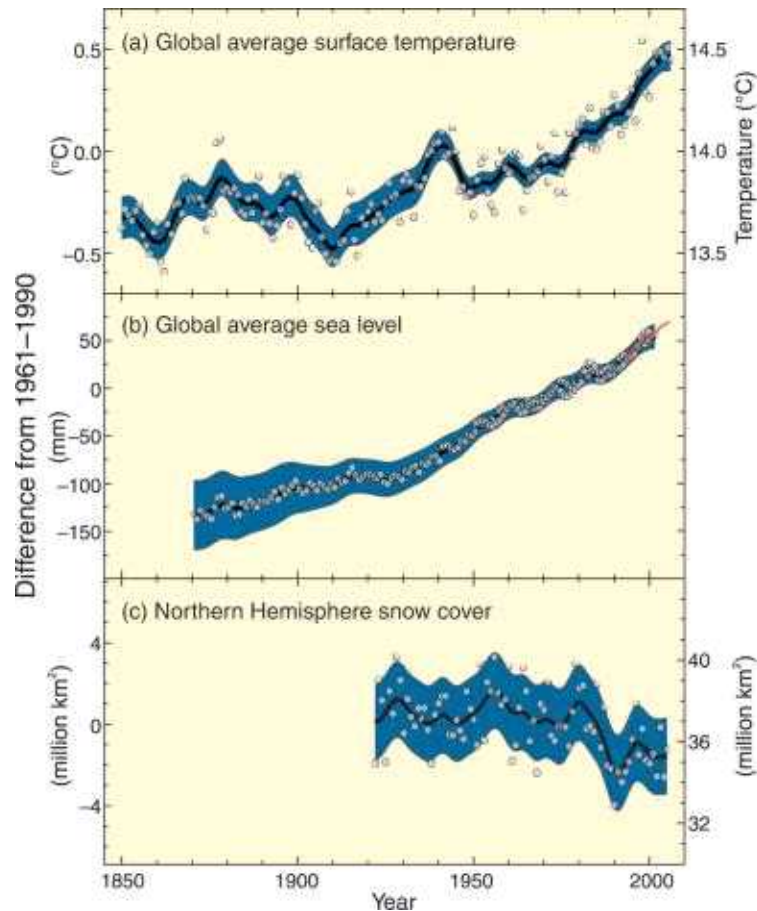 (a) Global average surface temperature
0.5
0.0
−0.5
(°C)
14.5
14.0
13.5
Temperature (°C)
Difference from 1961–1990
(b) Global average sea level
50
0
−50
−100
−150
(mm)
(c) Northern Hemisphere snow cover
4
0
−4
(million km²)
40
36
32
(million km²)
1850
1900
1950
2000
Year